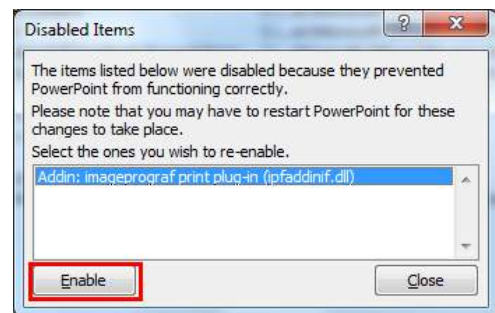 Disabled Items
The items listed below were disabled because they prevented
PowerPoint from functioning correctly.
Please note that you may have to restart PowerPoint for these
changes to take place.
Select the ones you wish to re-enable.
Addin: imageprograf print plug-in (ipfaddinif.dll)
Enable
Close